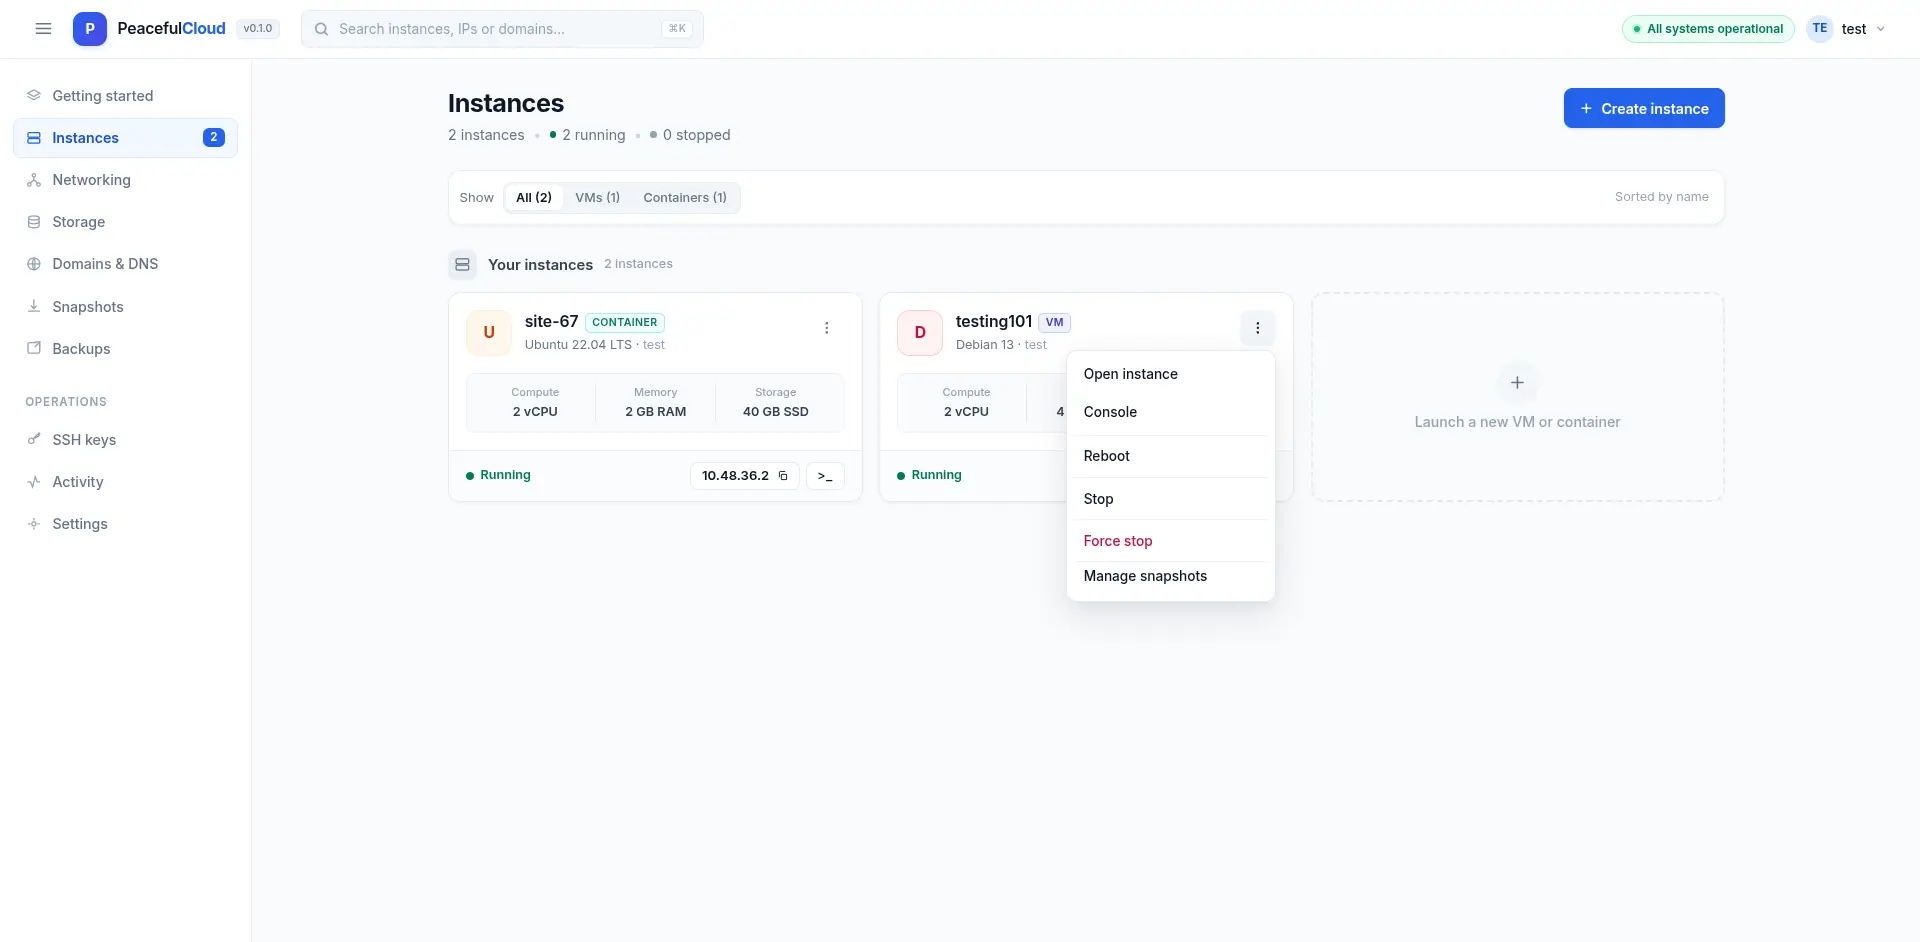 P PeacefulCloud v0.1.0 Search instances, IPs or domains... ⌘K All systems operational TE test
Getting started
Instances 2
Networking
Storage
Domains & DNS
Snapshots
Backups
OPERATIONS
SSH keys
Activity
Settings
Instances
2 instances • 2 running • 0 stopped
+ Create instance
Show All (2) VMs (1) Containers (1) Sorted by name
Your instances 2 instances
U site-67 CONTAINER
Ubuntu 22.04 LTS · test
Compute Memory Storage
2 vCPU 2 GB RAM 40 GB SSD
Running 10.48.36.2 >_
D testing101 VM
Debian 13 · test
Compute
2 vCPU 4
Running
Open instance
Console
Reboot
Stop
Force stop
Manage snapshots
+
Launch a new VM or container